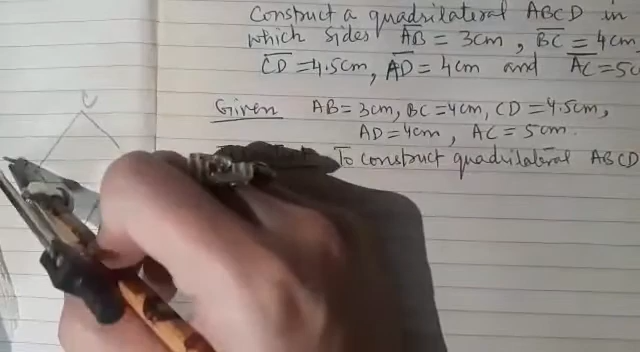 Construct a quadrilateral ABCD in
which sides AB = 3cm, BC = 4cm
CD = 4.5cm, AD = 4cm and AC = 5c
Given AB = 3cm, BC = 4cm, CD = 4.5cm,
AD = 4cm, AC = 5cm.
To construct quadrilateral ABCD